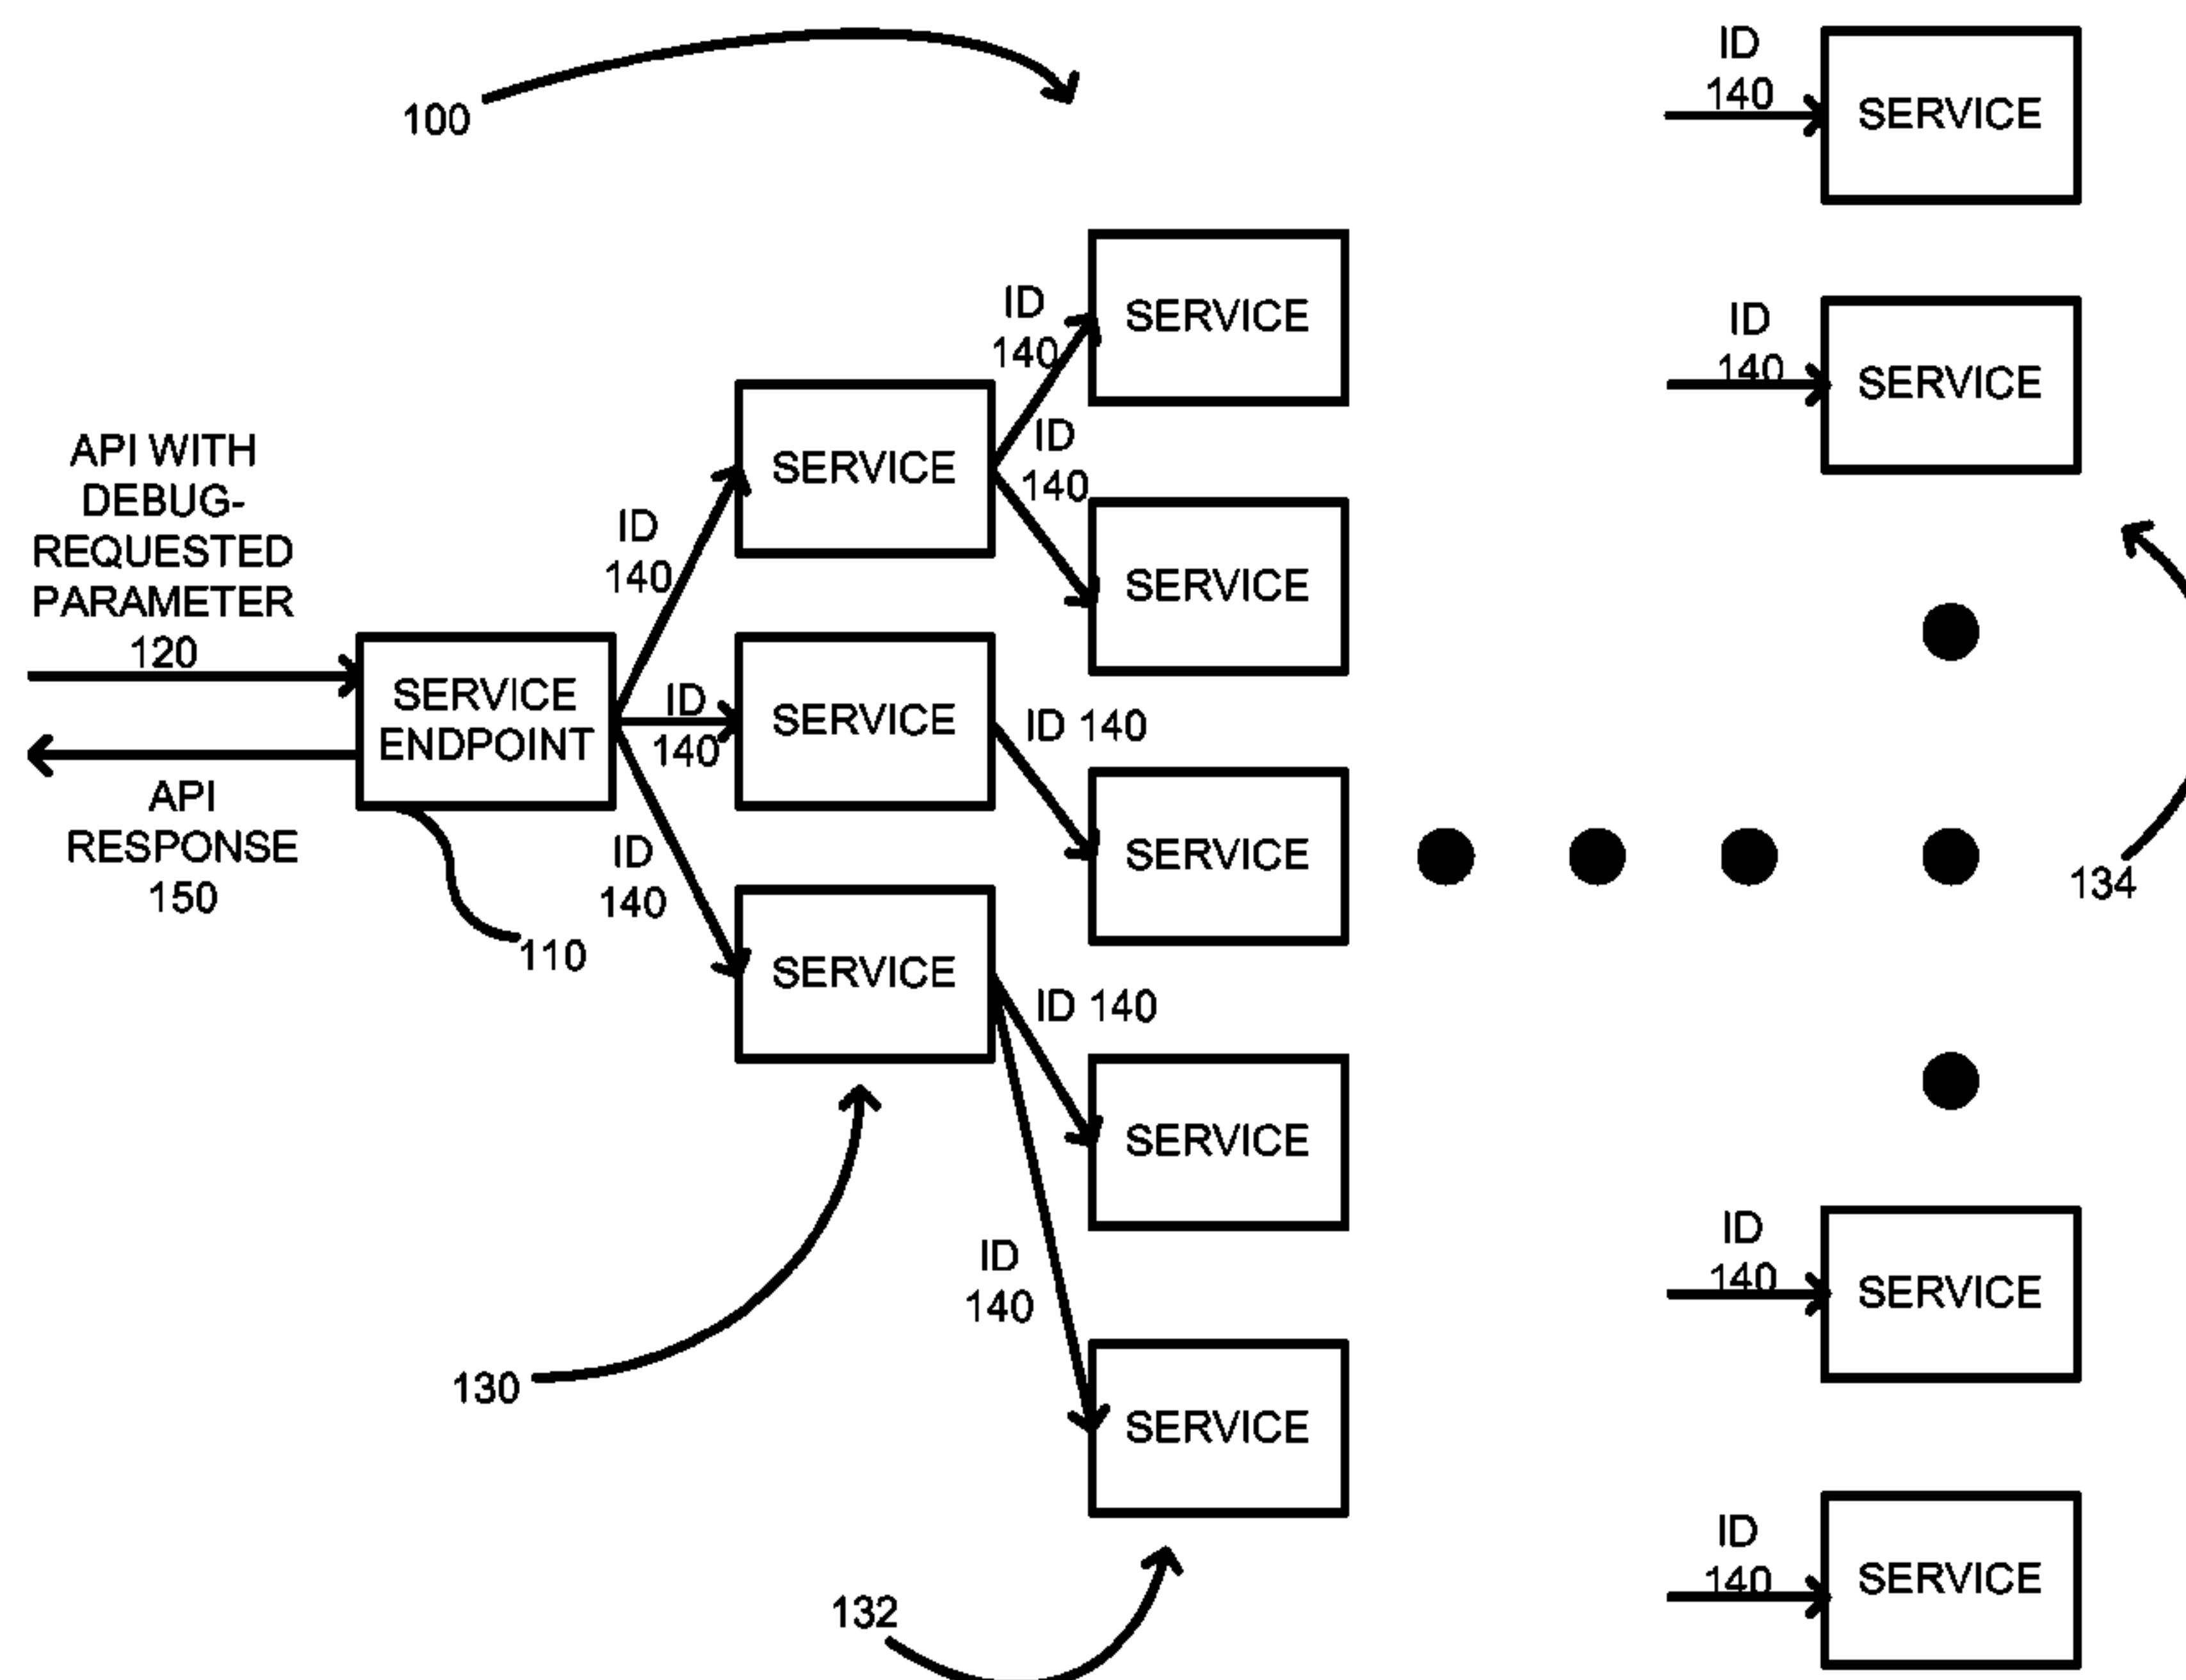 100
API WITH
DEBUG-
REQUESTED
PARAMETER
120
SERVICE
ENDPOINT
API
RESPONSE
150
110
ID
140
ID
140
ID
140
SERVICE
SERVICE
SERVICE
130
ID
140
ID
140
ID 140
ID 140
ID
140
SERVICE
SERVICE
SERVICE
SERVICE
SERVICE
132
ID
140
SERVICE
ID
140
SERVICE
134
ID
140
SERVICE
ID
140
SERVICE